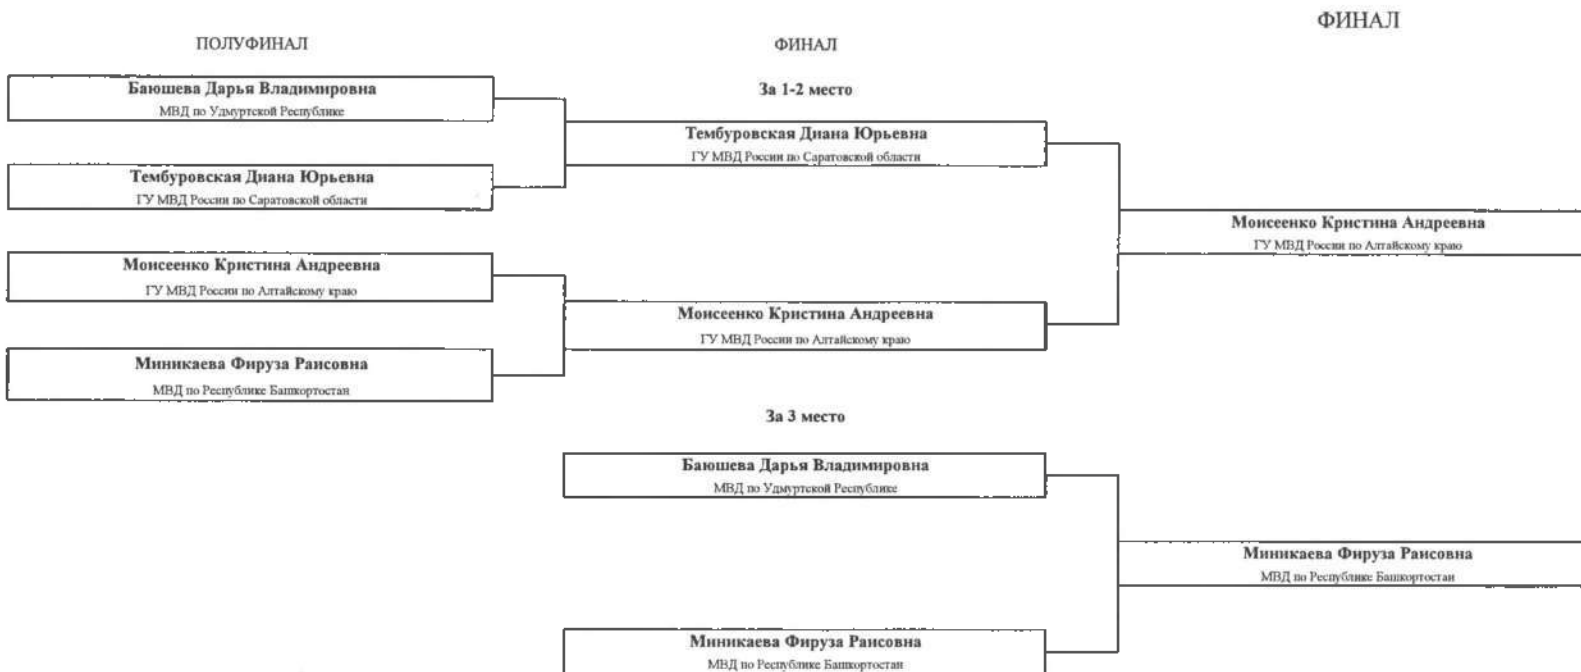 ФИНАЛ
ПОЛУФИНАЛ
ФИНАЛ
Баюшева Дарья Владимировна
МВД по Удмуртской Республике
Тембуровская Диана Юрьевна
ГУ МВД России по Саратовской области
Моисеенко Кристина Андреевна
ГУ МВД России по Алтайскому краю
Миникаева Фируза Раисовна
МВД по Республике Башкортостан
За 1-2 место
Тембуровская Диана Юрьевна
ГУ МВД России по Саратовской области
Моисеенко Кристина Андреевна
ГУ МВД России по Алтайскому краю
Моисеенко Кристина Андреевна
ГУ МВД России по Алтайскому краю
За 3 место
Баюшева Дарья Владимировна
МВД по Удмуртской Республике
Миникаева Фируза Раисовна
МВД по Республике Башкортостан
Миникаева Фируза Раисовна
МВД по Республике Башкортостан